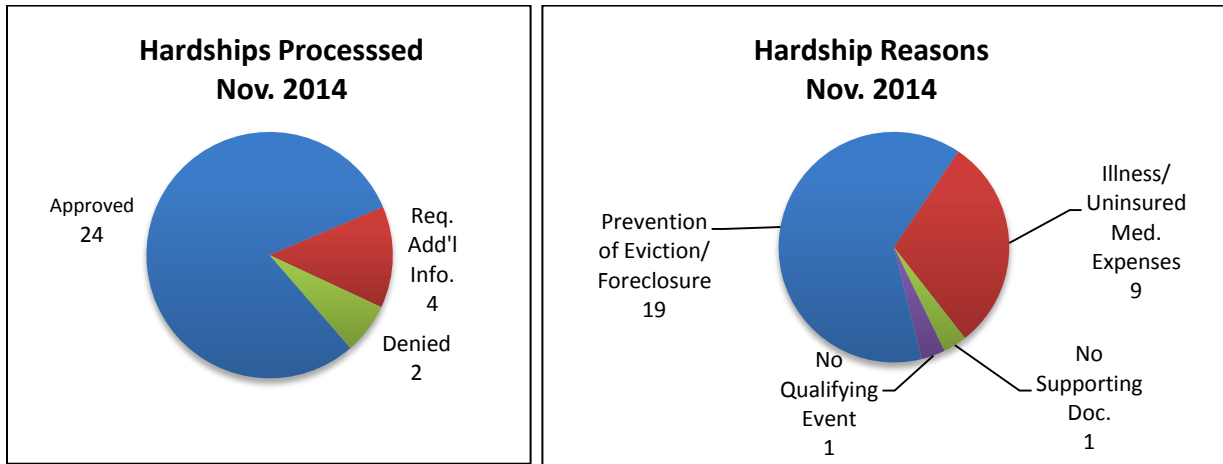 Hardships Processsed
Nov. 2014
Approved
24
Req.
Add'l
Info.
4
Denied
2
Hardship Reasons
Nov. 2014
Prevention
of Eviction/
Foreclosure
19
Illness/
Uninsured
Med.
Expenses
9
No
Qualifying
Event
1
No
Supporting
Doc.
1